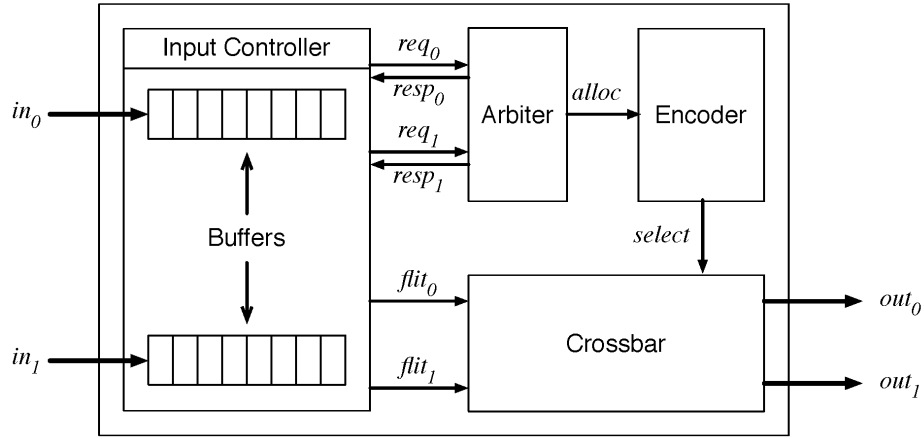 Input Controller
req0
resp0
in0
Arbiter
alloc
Encoder
req1
resp1
Buffers
select
flit0
out0
Crossbar
in1
flit1
out1